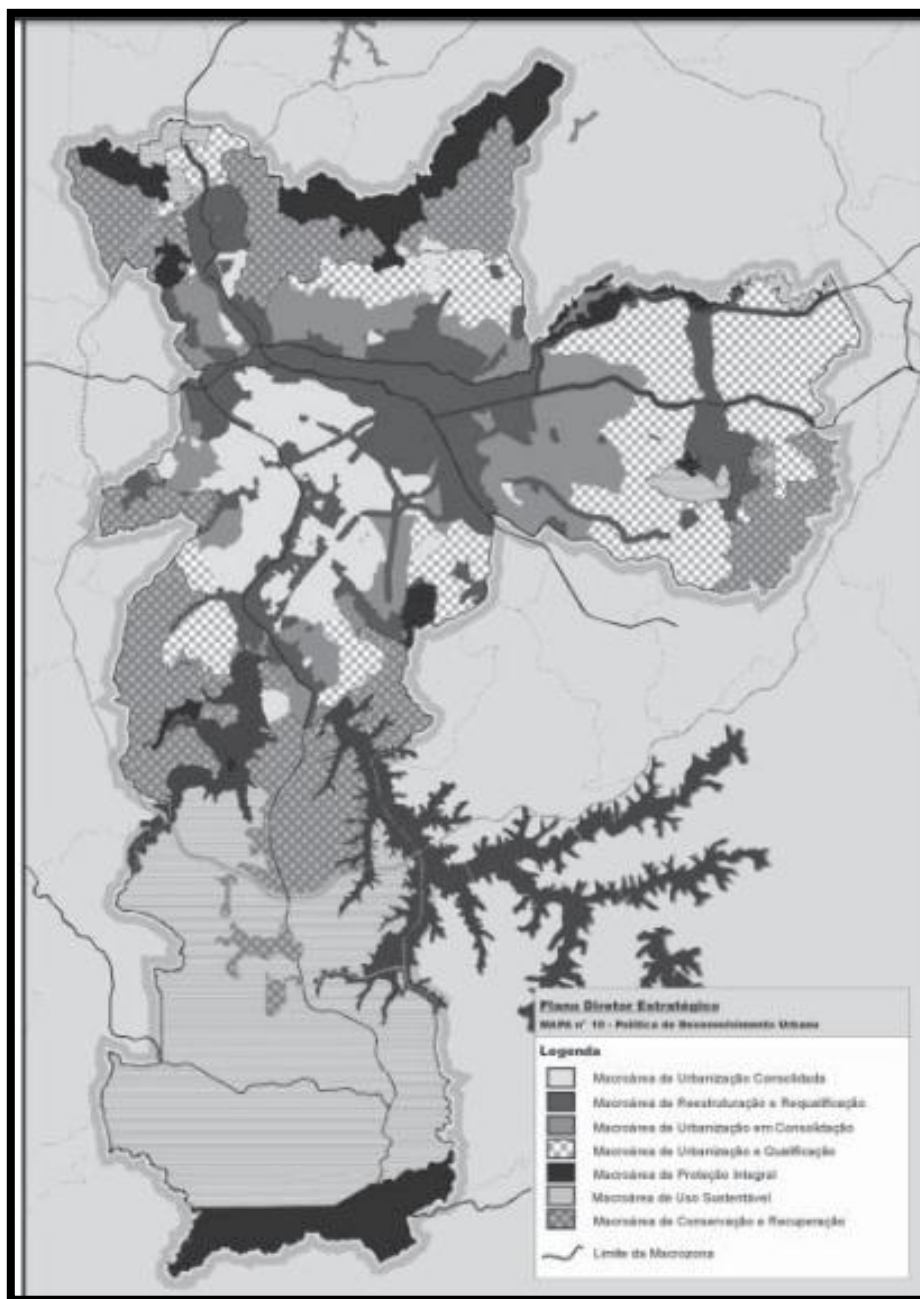 Plano Diretor Estratégico
MAPA nº 10 - Política de Desenvolvimento Urbano
Legenda
Macroárea de Urbanização Consolidada
Macroárea de Reestruturação e Requalificação
Macroárea de Urbanização em Consolidação
Macroárea de Urbanização e Qualificação
Macroárea de Proteção Integral
Macroárea de Uso Sustentável
Macroárea de Conservação e Recuperação
Limite da Macrozona